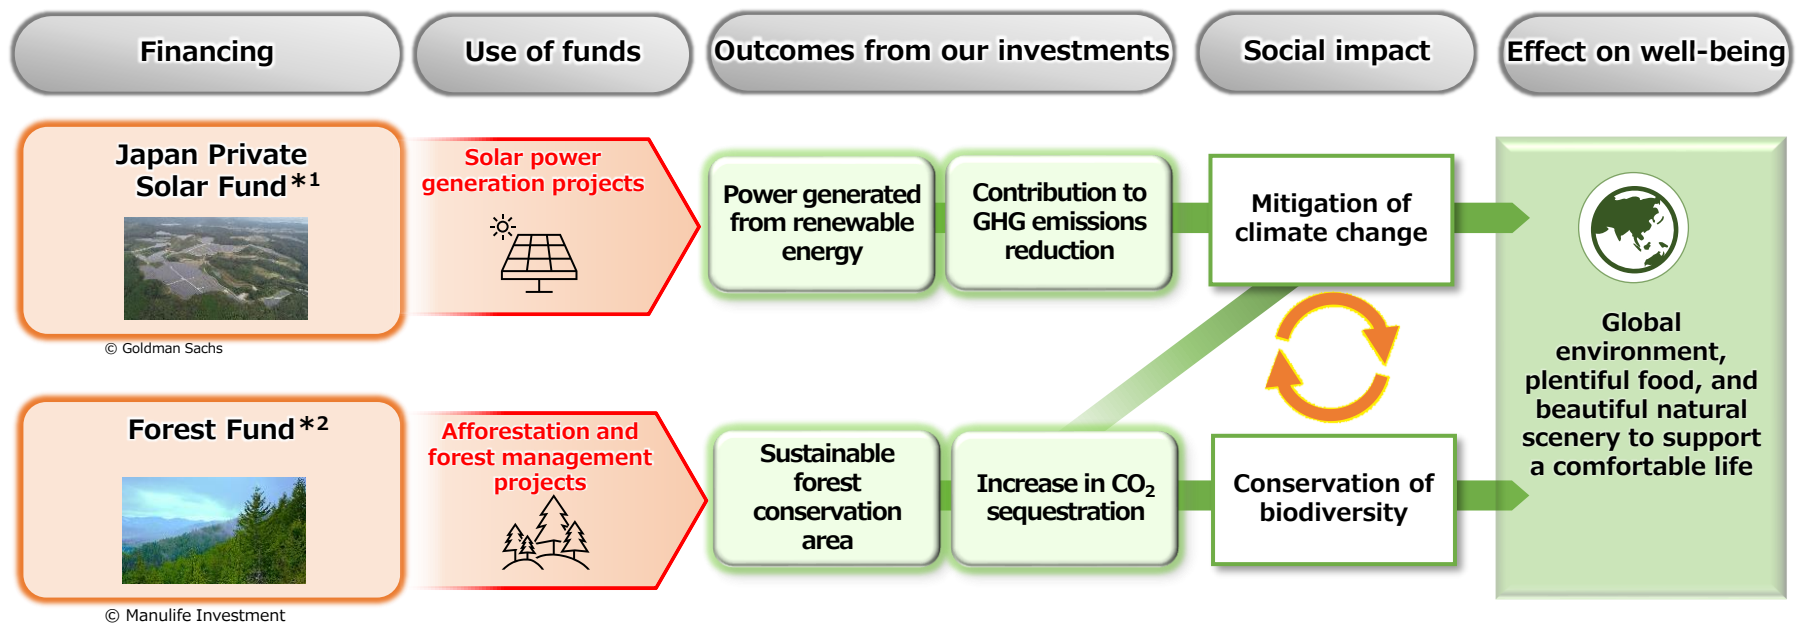 Financing
Use of funds
Outcomes from our investments
Social impact
Effect on well-being
Japan Private
Solar Fund*1
© Goldman Sachs
Solar power
generation projects
Power generated
from renewable
energy
Contribution to
GHG emissions
reduction
Mitigation of
climate change
Forest Fund*2
© Manulife Investment
Afforestation and
forest management
projects
Sustainable
forest
conservation
area
Increase in CO₂
sequestration
Conservation of
biodiversity
Global
environment,
plentiful food, and
beautiful natural
scenery to support
a comfortable life